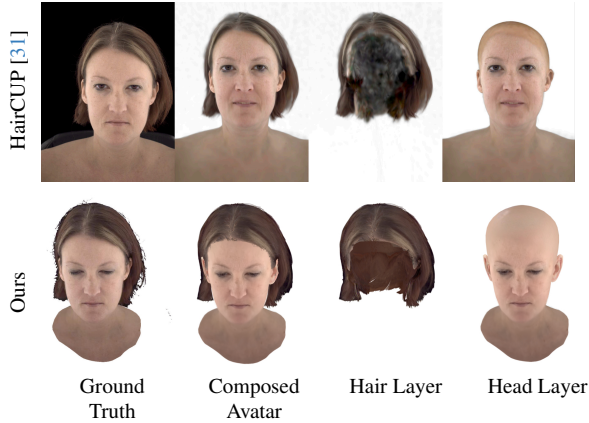 HairCUP [31]
Ours
Ground
Truth
Composed
Avatar
Hair Layer
Head Layer